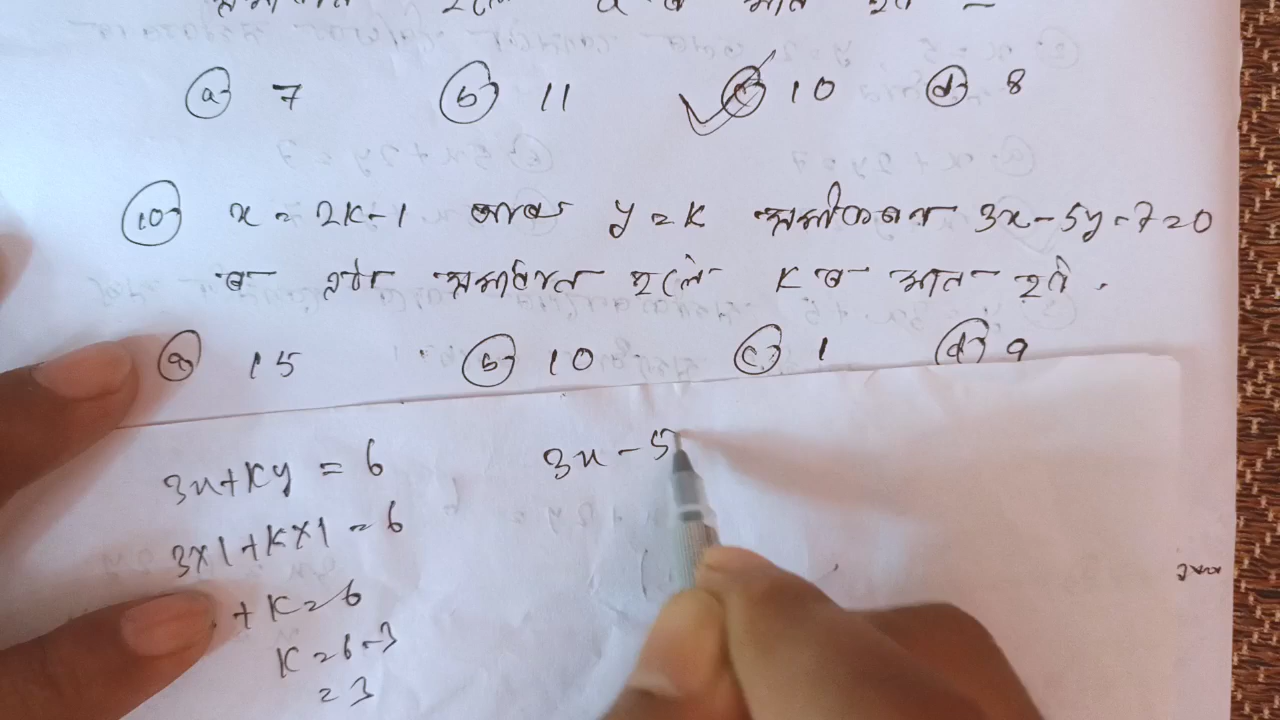 ⓐ 7 ⓑ 11 ⓒ 10 ⓓ 8
⑩ x = 2k-1 আৰু y = k সমীকৰণ 3x - 5y - 7 = 0
ৰ এটা সমাধান হ'লে K ৰ মান হ'ব .
ⓐ 15 ⓑ 10 ⓒ 1 ⓓ 9
3x+ky = 6
3×1+k×1 = 6
+ K = 6
K = 6-3
= 3
3x - 5